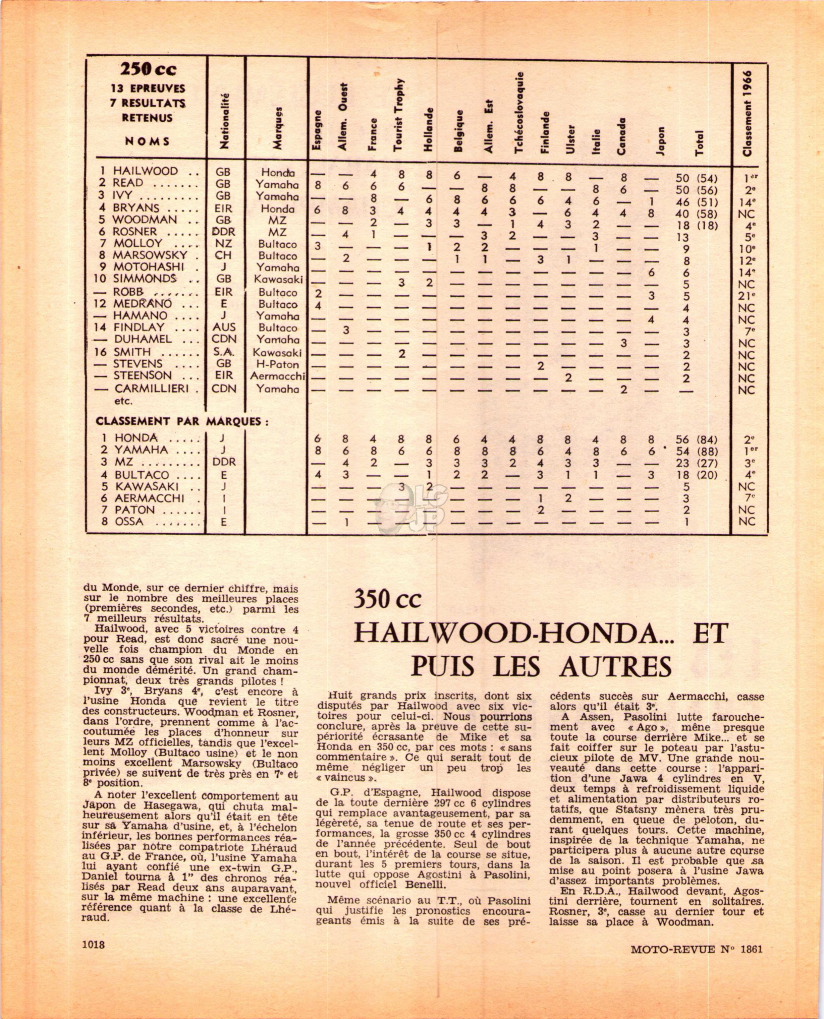 250 cc
13 EPREUVES
7 RESULTATS
RETENUS
NOMS
Nationalité
Marques
Espagne
Allem. Ouest
France
Tourist Trophy
Hollande
Belgique
Allem. Est
Tchécoslovaquie
Finlande
Ulster
Italie
Canada
Japon
Total
Classement 1966
1 HAILWOOD .. GB Honda — — 4 8 8 6 — 4 8 8 — 8 — 50 (54) 1er
2 READ ....... GB Yamaha 8 6 6 6 — — 8 8 — — 8 6 — 50 (56) 2e
3 IVY ......... GB Yamaha — — 8 — 6 8 6 6 6 4 6 — 1 46 (51) 14e
4 BRYANS ..... EIR Honda 6 8 3 4 4 4 4 3 — 6 4 4 8 40 (58) NC
5 WOODMAN .. GB MZ — — 2 — 3 3 — 1 4 3 2 — — 18 (18) 4e
6 ROSNER ..... DDR MZ — 4 1 — — — 3 2 — — 3 — — 13 5e
7 MOLLOY .... NZ Bultaco 3 — — — 1 2 2 — — — 1 — — 9 10e
8 MARSOWSKY . CH Bultaco — 2 — — — 1 1 — 3 1 — — — 8 12e
9 MOTOHASHI . J Yamaha — — — — — — — — — — — — 6 6 14e
10 SIMMONDS .. GB Kawasaki — — — 3 2 — — — — — — — — 5 NC
— ROBB ....... EIR Bultaco 2 — — — — — — — — — — — 3 5 21e
12 MEDRANO ... E Bultaco 4 — — — — — — — — — — — — 4 NC
— HAMANO .... J Yamaha — — — — — — — — — — — — 4 4 NC
14 FINDLAY .... AUS Bultaco — 3 — — — — — — — — — — — 3 7e
— DUHAMEL ... CDN Yamaha — — — — — — — — — — — 3 — 3 NC
16 SMITH ...... S.A. Kawasaki — — — 2 — — — — — — — — — 2 NC
— STEVENS .... GB H-Paton — — — — — — — — 2 — — — — 2 NC
— STEENSON ... EIR Aermacchi — — — — — — — — — 2 — — — 2 NC
— CARMILLIERI . CDN Yamaha — — — — — — — — — — — 2 — — NC
etc.
CLASSEMENT PAR MARQUES :
1 HONDA ..... J 6 8 4 8 8 6 4 4 8 8 4 8 8 56 (84) 2e
2 YAMAHA .... J 8 6 8 6 6 8 8 8 6 4 8 6 6 54 (88) 1er
3 MZ ......... DDR — 4 2 — 3 3 3 2 4 3 3 — — 23 (27) 3e
4 BULTACO .... E 4 3 — — 1 2 2 — 3 1 1 — 3 18 (20) 4e
5 KAWASAKI .. J — — — 3 2 — — — — — — — — 5 NC
6 AERMACCHI . I — — — — — — — — 1 2 — — — 3 7e
7 PATON ...... I — — — — — — — — 2 — — — — 2 NC
8 OSSA ....... E — 1 — — — — — — — — — — — 1 NC
LC
JP
du Monde, sur ce dernier chiffre, mais
sur le nombre des meilleures places
(premières secondes, etc.) parmi les
7 meilleurs résultats.
Hailwood, avec 5 victoires contre 4
pour Read, est donc sacré une nou-
velle fois champion du Monde en
250 cc sans que son rival ait le moins
du monde démérité. Un grand cham-
pionnat, deux très grands pilotes !
Ivy 3e, Bryans 4e, c'est encore à
l'usine Honda que revient le titre
des constructeurs. Woodman et Rosner,
dans l'ordre, prennent comme à l'ac-
coutumée les places d'honneur sur
leurs MZ officielles, tandis que l'excel-
lent Molloy (Bultaco usine) et le non
moins excellent Marsowsky (Bultaco
privée) se suivent de très près en 7e et
8e position.
A noter l'excellent comportement au
Japon de Hasegawa, qui chuta mal-
heureusement alors qu'il était en tête
sur sa Yamaha d'usine, et, à l'échelon
inférieur, les bonnes performances réa-
lisées par notre compatriote Lhéraud
au G.P. de France, où, l'usine Yamaha
lui ayant confié une ex-twin G.P.,
Daniel tourna à 1" des chronos réa-
lisés par Read deux ans auparavant,
sur la même machine : une excellente
référence quant à la classe de Lhé-
raud.
350 cc
HAILWOOD-HONDA... ET
PUIS LES AUTRES
Huit grands prix inscrits, dont six
disputés par Hailwood avec six vic-
toires pour celui-ci. Nous pourrions
conclure, après la preuve de cette su-
périorité écrasante de Mike et sa
Honda en 350 cc, par ces mots : « sans
commentaire ». Ce qui serait tout de
même négliger un peu trop les
« vaincus ».
G.P. d'Espagne, Hailwood dispose
de la toute dernière 297 cc 6 cylindres
qui remplace avantageusement, par sa
légèreté, sa tenue de route et ses per-
formances, la grosse 350 cc 4 cylindres
de l'année précédente. Seul de bout
en bout, l'intérêt de la course se situe,
durant les 5 premiers tours, dans la
lutte qui oppose Agostini à Pasolini,
nouvel officiel Benelli.
Même scénario au T.T., où Pasolini
qui justifie les pronostics encoura-
geants émis à la suite de ses pré-
cédents succès sur Aermacchi, casse
alors qu'il était 3e.
A Assen, Pasolini lutte farouche-
ment avec « Ago », mène presque
toute la course derrière Mike... et se
fait coiffer sur le poteau par l'astu-
cieux pilote de MV. Une grande nou-
veauté dans cette course : l'appari-
tion d'une Jawa 4 cylindres en V,
deux temps à refroidissement liquide
et alimentation par distributeurs ro-
tatifs, que Statsny mènera très pru-
demment, en queue de peloton, du-
rant quelques tours. Cette machine,
inspirée de la technique Yamaha, ne
participera plus à aucune autre course
de la saison. Il est probable que sa
mise au point posera à l'usine Jawa
d'assez importants problèmes.
En R.D.A., Hailwood devant, Agos-
tini derrière, tournent en solitaires.
Rosner, 3e, casse au dernier tour et
laisse sa place à Woodman.
1018
MOTO-REVUE N° 1861